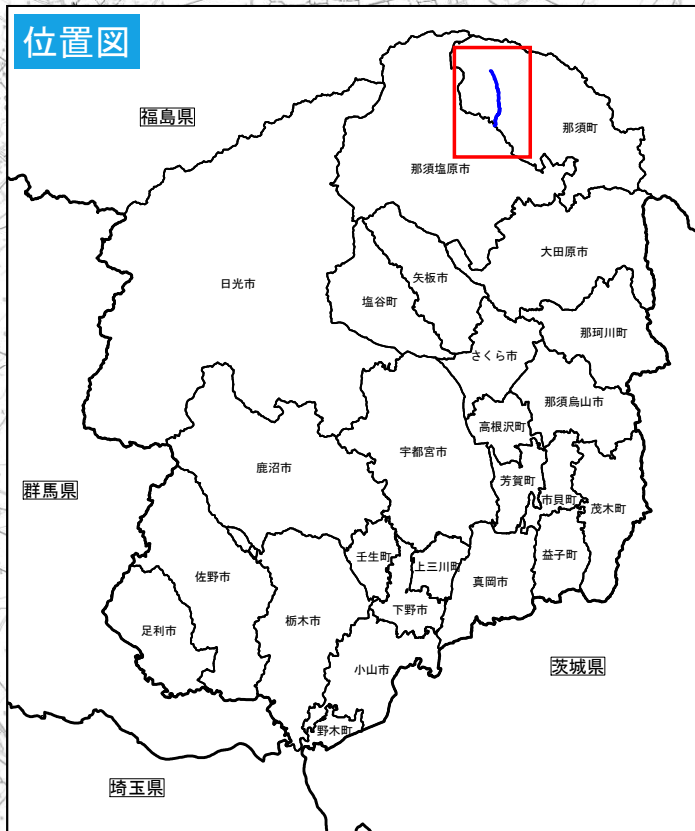 位置図
福島県
那須町
那須塩原市
大田原市
日光市
矢板市
塩谷町
那珂川町
さくら市
那須烏山市
高根沢町
宇都宮市
鹿沼市
芳賀町
市貝町
茂木町
群馬県
壬生町
上三川町
益子町
佐野市
真岡市
下野市
栃木市
足利市
小山市
茨城県
野木町
埼玉県